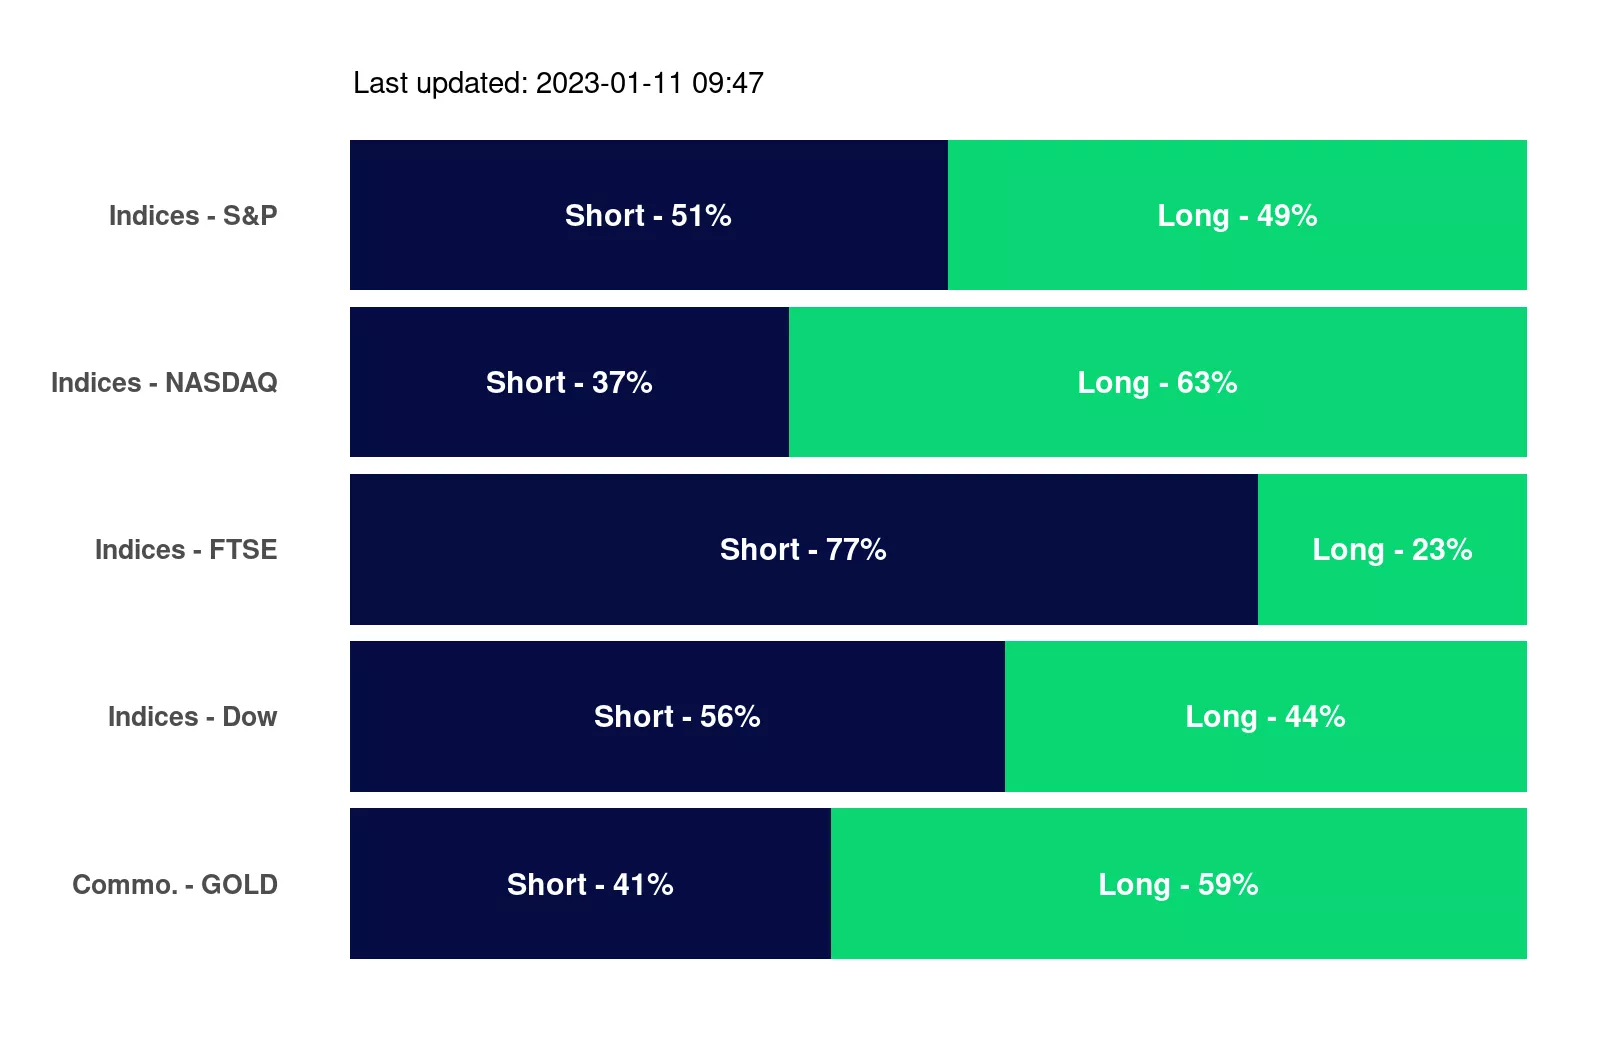 Last updated: 2023-01-11 09:47
Indices - S&P Short - 51% Long - 49%
Indices - NASDAQ Short - 37% Long - 63%
Indices - FTSE Short - 77% Long - 23%
Indices - Dow Short - 56% Long - 44%
Commo. - GOLD Short - 41% Long - 59%